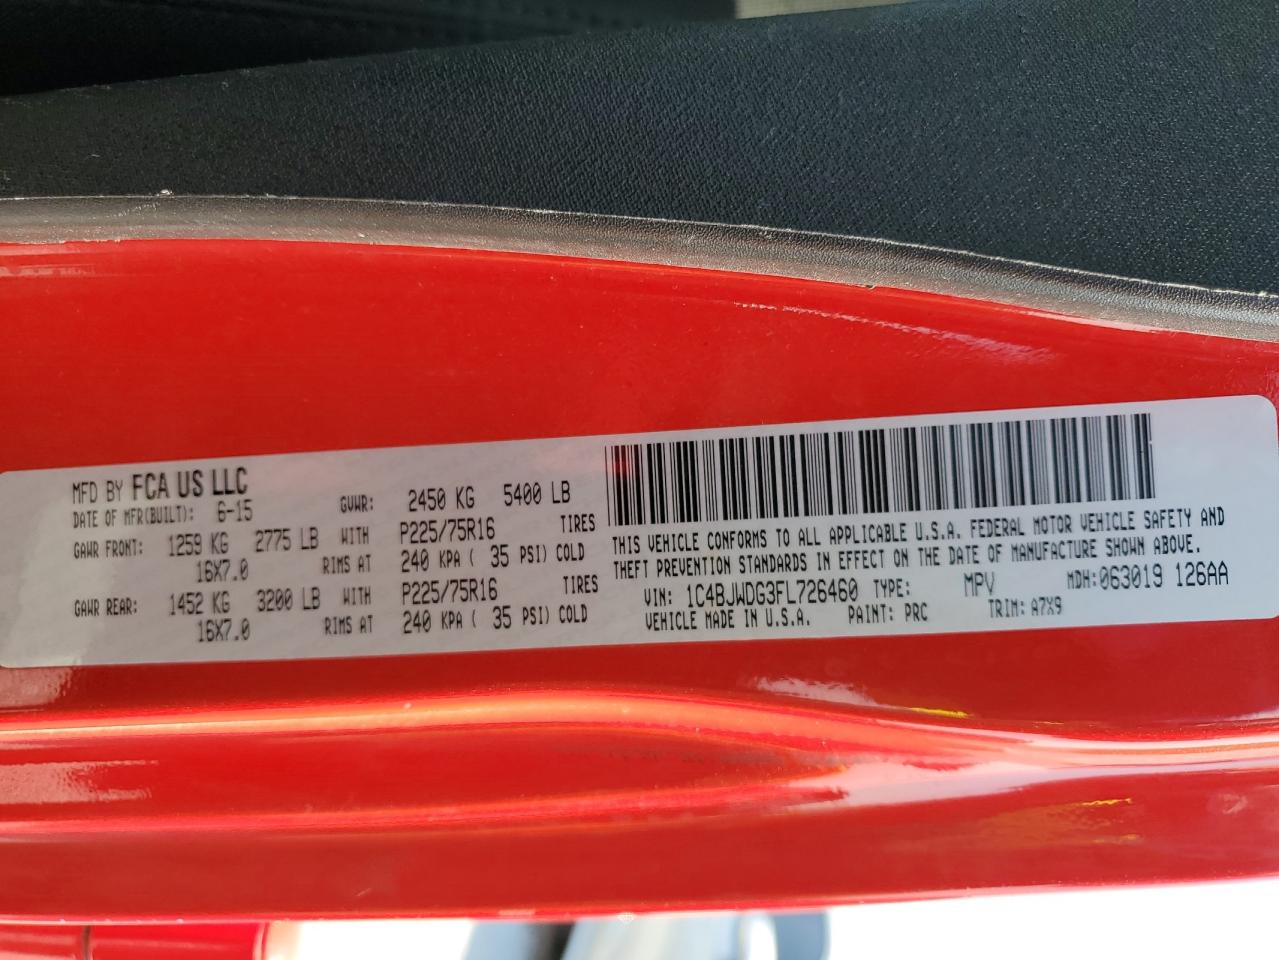 MFD BY FCA US LLC
DATE OF MFR(BUILT): 6-15 GVWR: 2450 KG 5400 LB
GAWR FRONT: 1259 KG 2775 LB WITH P225/75R16 TIRES
16X7.0 RIMS AT 240 KPA ( 35 PSI) COLD
GAWR REAR: 1452 KG 3200 LB WITH P225/75R16 TIRES
16X7.0 RIMS AT 240 KPA ( 35 PSI) COLD
THIS VEHICLE CONFORMS TO ALL APPLICABLE U.S.A. FEDERAL MOTOR VEHICLE SAFETY AND
THEFT PREVENTION STANDARDS IN EFFECT ON THE DATE OF MANUFACTURE SHOWN ABOVE.
VIN: 1C4BJWDG3FL726460 TYPE: MPV MDH: 063019 126AA
VEHICLE MADE IN U.S.A. PAINT: PRC TRIM: A7X9